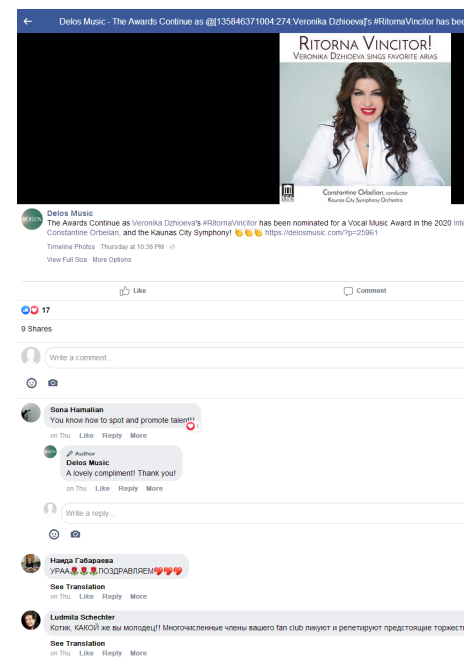 Delos Music - The Awards Continue as @[135846371004:274:Veronika Dzhioeva]'s #RitornaVincitor has been
RITORNA VINCITOR!
VERONIKA DZHIOEVA SINGS FAVORITE ARIAS
DELOS
Constantine Orbelian, conductor
Kaunas City Symphony Orchestra
DELOS
Delos Music
The Awards Continue as Veronika Dzhioeva's #RitornaVincitor has been nominated for a Vocal Music Award in the 2020 Inte
Constantine Orbelian, and the Kaunas City Symphony! 👏👏👏 https://delosmusic.com/?p=25961
Timeline Photos · Thursday at 10:36 PM ·
View Full Size · More Options
Like Comment
17
9 Shares
Write a comment...
Sona Hamalian
You know how to spot and promote talent!!!
1
on Thu Like Reply More
Author
Delos Music
A lovely compliment! Thank you!
on Thu Like Reply More
Write a reply...
Наида Габараева
УРАА🌹🌹🌹ПОЗДРАВЛЯЕМ💝💝💝
See Translation
on Thu Like Reply More
Ludmila Schechter
Котик, КАКОЙ же вы молодец!! Многочисленные члены вашего fan club ликуют и репетируют предстоящие торжеств
See Translation
on Thu Like Reply More